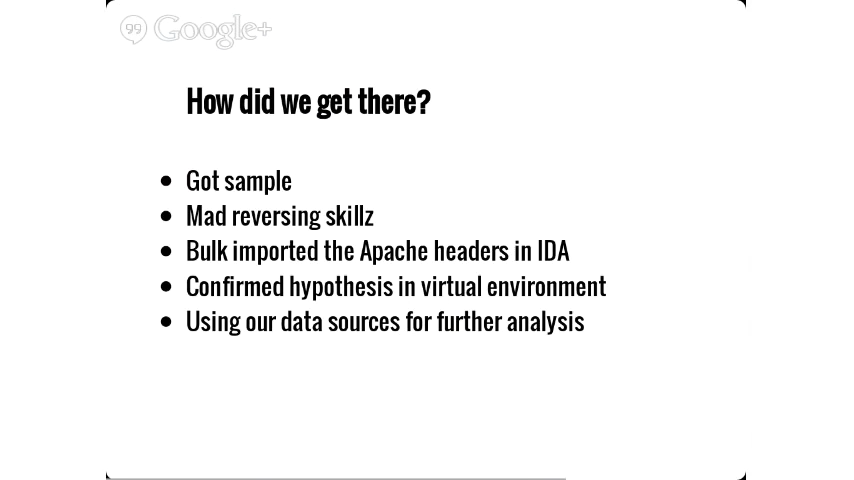 Google+
How did we get there?
Got sample
Mad reversing skillz
Bulk imported the Apache headers in IDA
Confirmed hypothesis in virtual environment
Using our data sources for further analysis